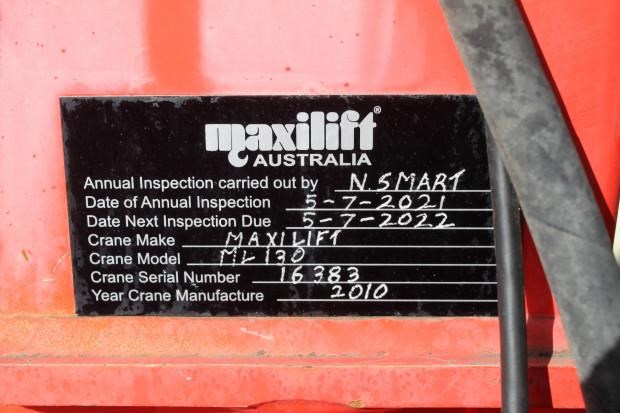 maxilift®
AUSTRALIA
Annual Inspection carried out by N. SMART
Date of Annual Inspection 5-7-2021
Date Next Inspection Due 5-7-2022
Crane Make MAXILIFT
Crane Model ML130
Crane Serial Number 16383
Year Crane Manufacture 2010